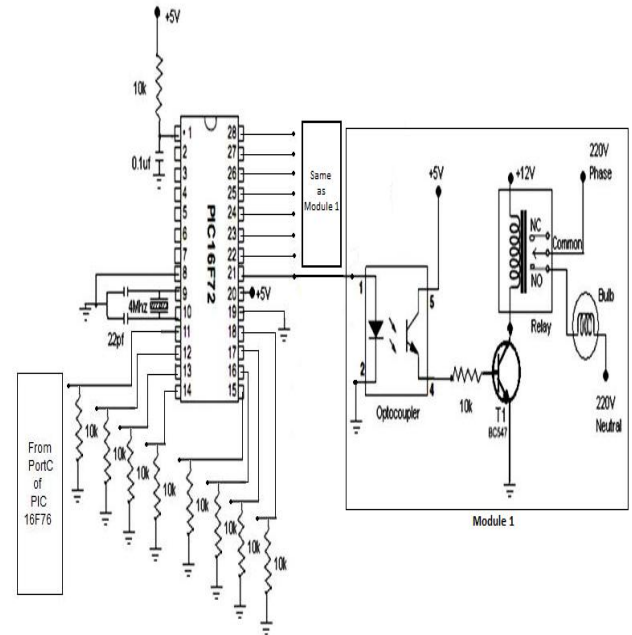 +5V
10k
0.1uf
1
2
3
4
5
6
7
8
9
10
11
12
13
14
28
27
26
25
24
23
22
21
20
19
18
17
16
15
PIC16F72
+5V
4Mhz
22pf
10k
10k
10k
10k
10k
10k
10k
10k
From
PortC
of
PIC
16F76
Same
as
Module 1
+5V
1
2
5
4
Optocoupler
10k
T1
BC547
+12V
NC
Common
NO
Relay
220V
Phase
Bulb
220V
Neutral
Module 1